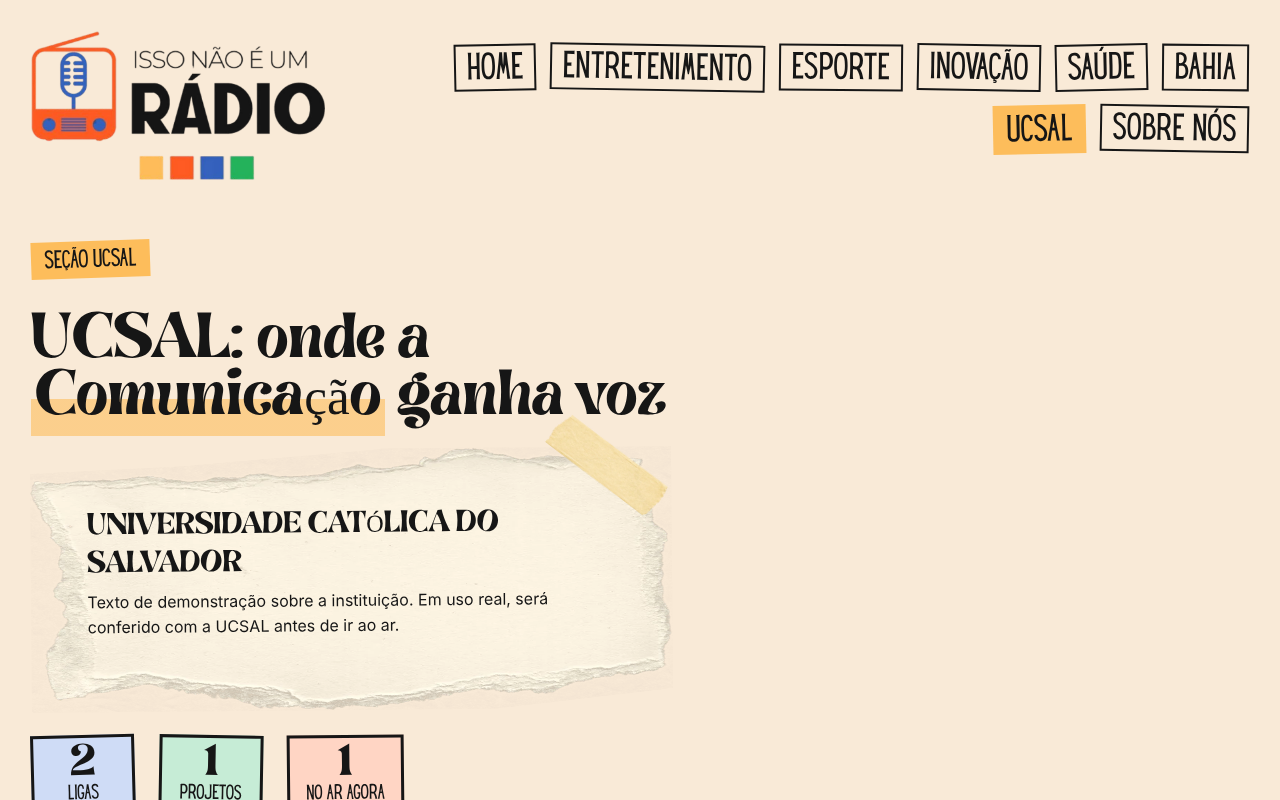 ISSO NÃO É UM
RÁDIO
HOME
ENTRETENIMENTO
ESPORTE
INOVAÇÃO
SAÚDE
BAHIA
UCSAL
SOBRE NÓS
SEÇÃO UCSAL
UCSAL: onde a
Comunicação ganha voz
UNIVERSIDADE CATÓLICA DO
SALVADOR
Texto de demonstração sobre a instituição. Em uso real, será
conferido com a UCSAL antes de ir ao ar.
2
LIGAS
1
PROJETOS
1
NO AR AGORA